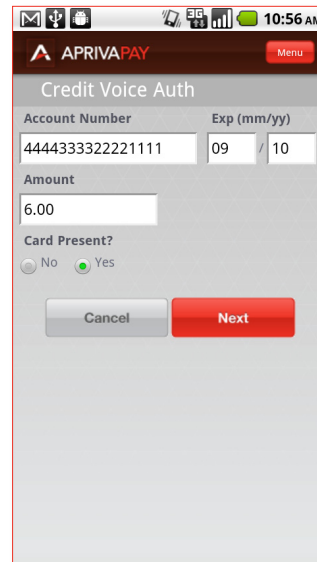 3G
10:56 AM
APRIVAPAY
Menu
Credit Voice Auth
Account Number Exp (mm/yy)
4444333322221111 09 / 10
Amount
6.00
Card Present?
No Yes
Cancel Next